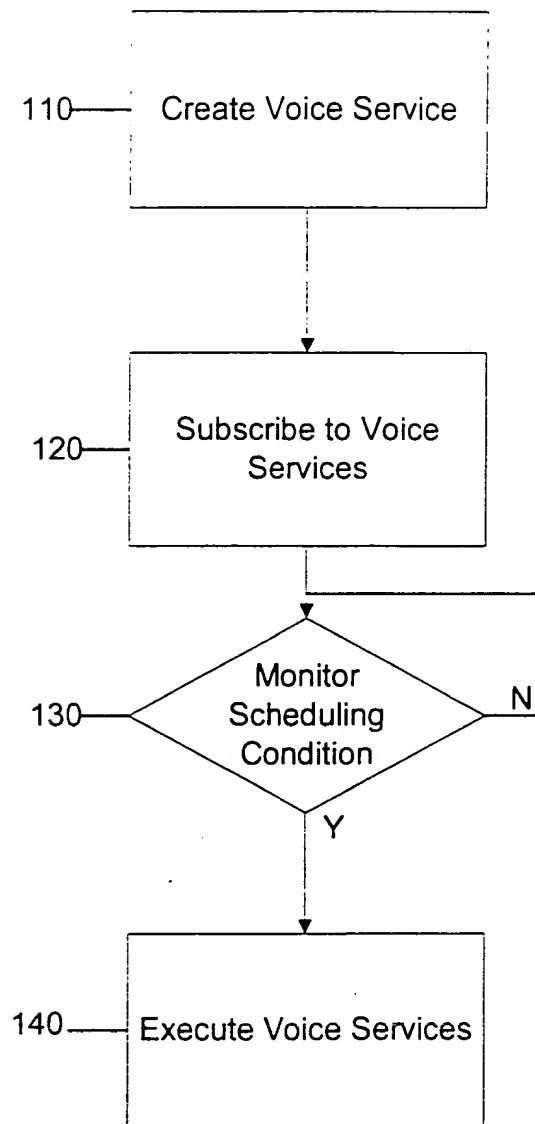 110
Create Voice Service
120
Subscribe to Voice
Services
130
Monitor
Scheduling
Condition
N
Y
140
Execute Voice Services